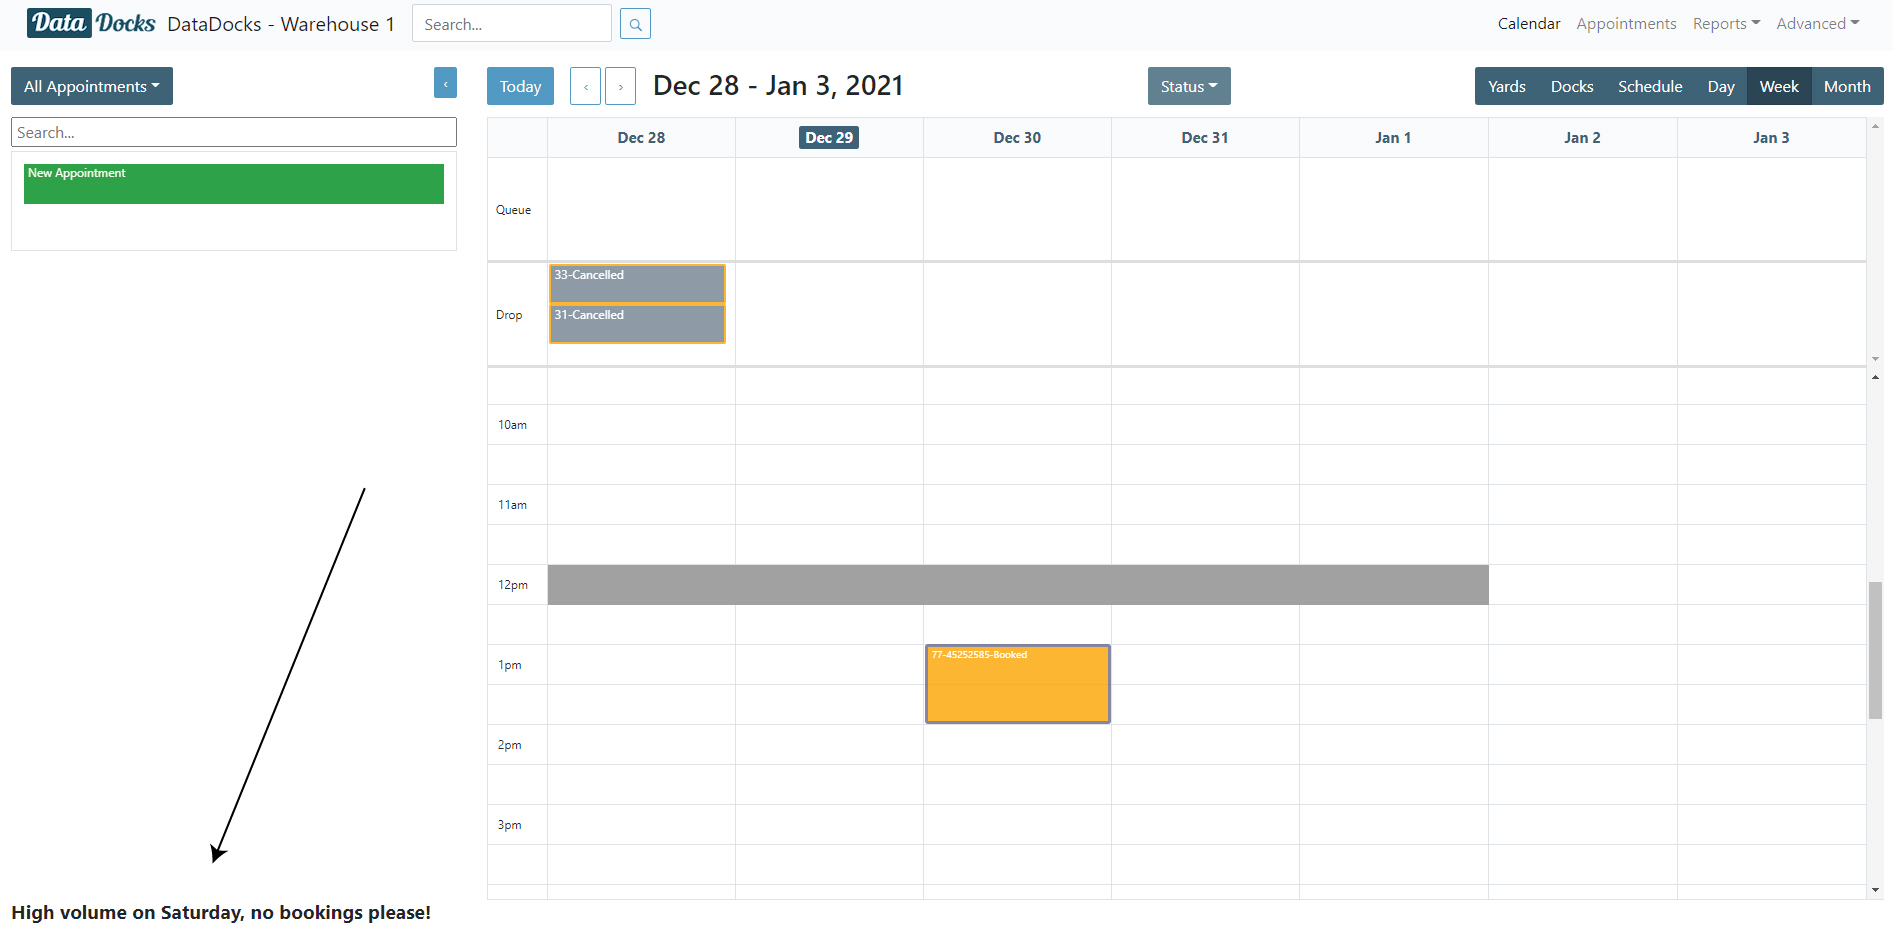 Data Docks DataDocks - Warehouse 1 Search... Calendar Appointments Reports Advanced
All Appointments ‹ Today ‹ › Dec 28 - Jan 3, 2021 Status Yards Docks Schedule Day Week Month
Search...
New Appointment
Dec 28 Dec 29 Dec 30 Dec 31 Jan 1 Jan 2 Jan 3
Queue
33-Cancelled
Drop
31-Cancelled
10am
11am
12pm
1pm
77-45252585-Booked
2pm
3pm
High volume on Saturday, no bookings please!